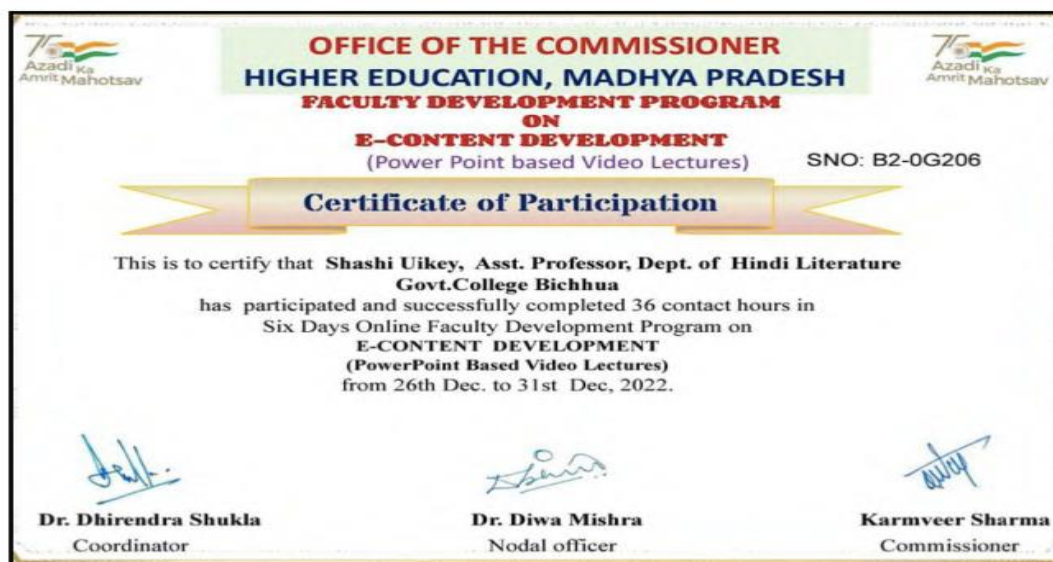 75
Azadi Ka
Amrit Mahotsav
OFFICE OF THE COMMISSIONER
HIGHER EDUCATION, MADHYA PRADESH
75
Azadi Ka
Amrit Mahotsav
FACULTY DEVELOPMENT PROGRAM
ON
E-CONTENT DEVELOPMENT
(Power Point based Video Lectures)
SNO: B2-0G206
Certificate of Participation
This is to certify that Shashi Uikey, Asst. Professor, Dept. of Hindi Literature
Govt.College Bichhua
has participated and successfully completed 36 contact hours in
Six Days Online Faculty Development Program on
E-CONTENT DEVELOPMENT
(PowerPoint Based Video Lectures)
from 26th Dec. to 31st Dec, 2022.
Dr. Dhirendra Shukla
Coordinator
Dr. Diwa Mishra
Nodal officer
Karmveer Sharma
Commissioner